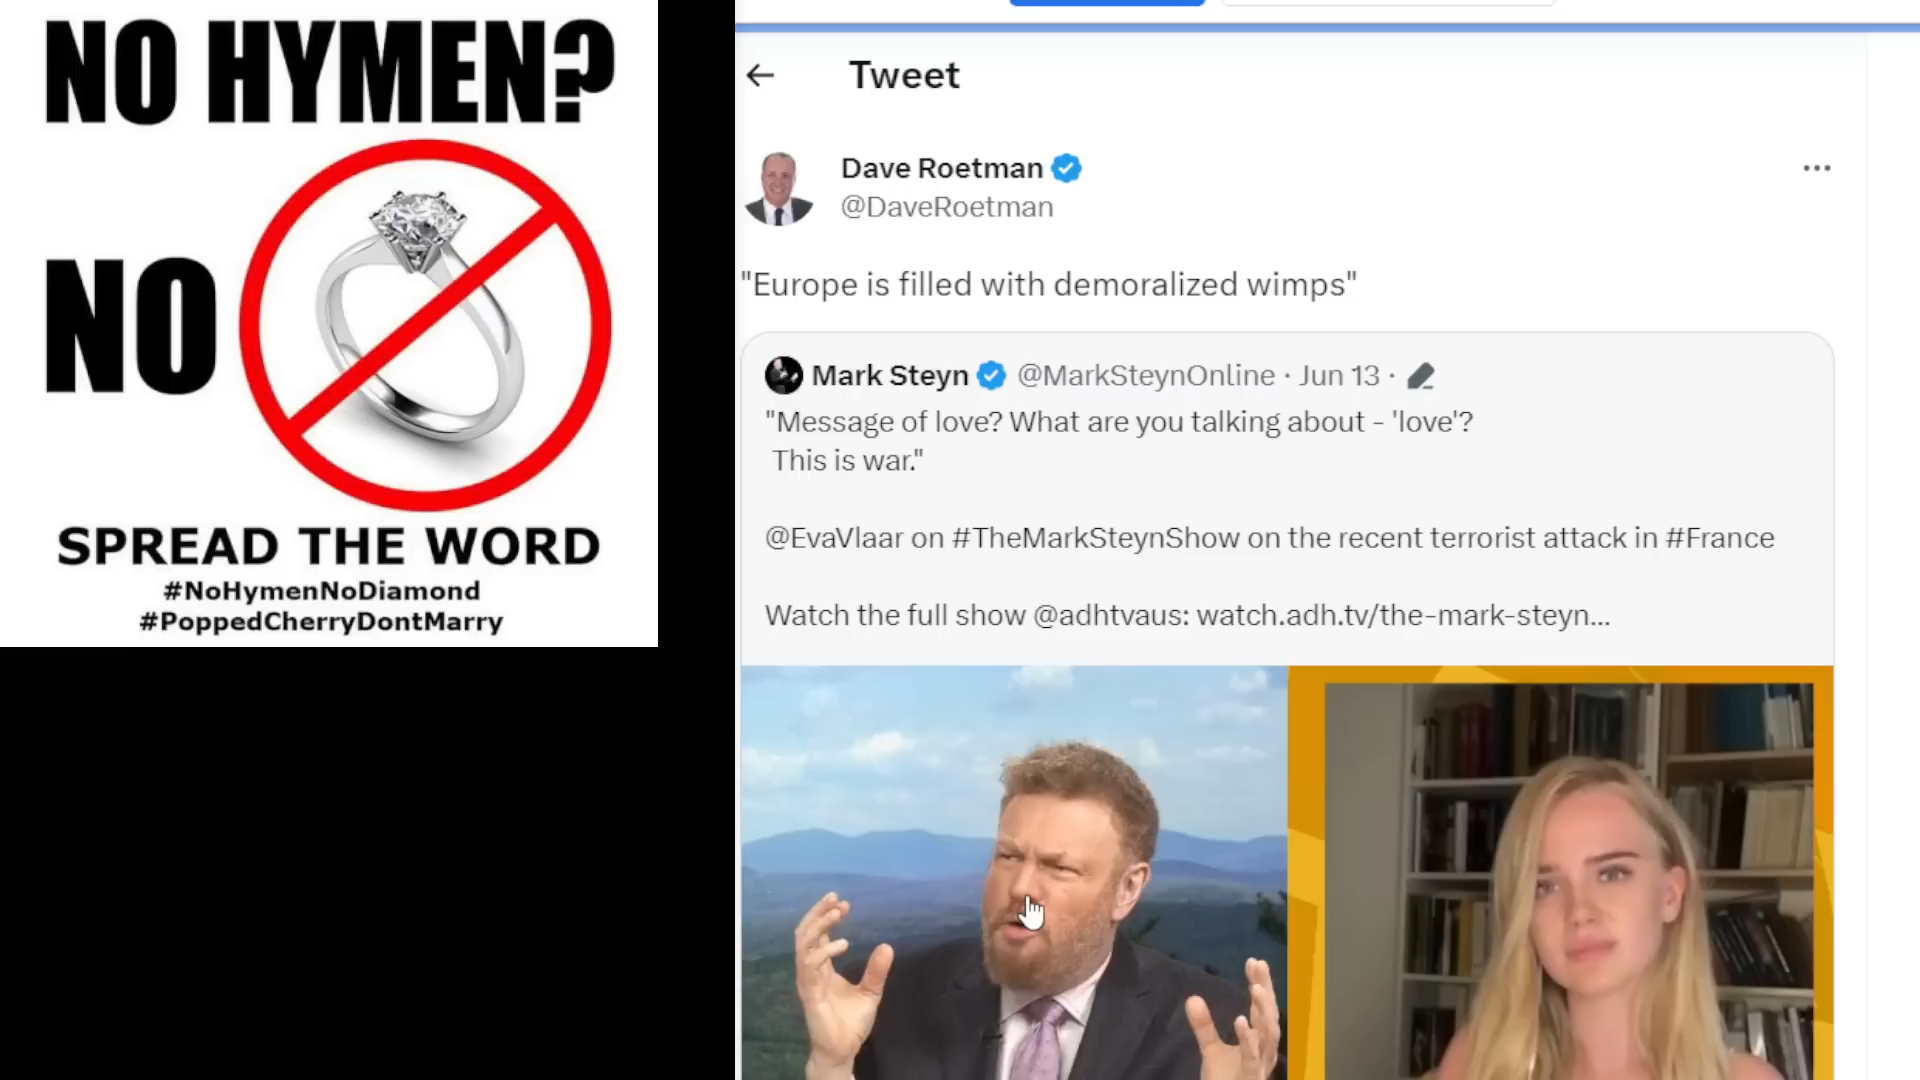 NO HYMEN?
NO
SPREAD THE WORD
#NoHymenNoDiamond
#PoppedCherryDontMarry
Tweet
Dave Roetman
@DaveRoetman
"Europe is filled with demoralized wimps"
Mark Steyn @MarkSteynOnline · Jun 13 ·
"Message of love? What are you talking about - 'love'?
This is war."
@EvaVlaar on #TheMarkSteynShow on the recent terrorist attack in #France
Watch the full show @adhtvaus: watch.adh.tv/the-mark-steyn...